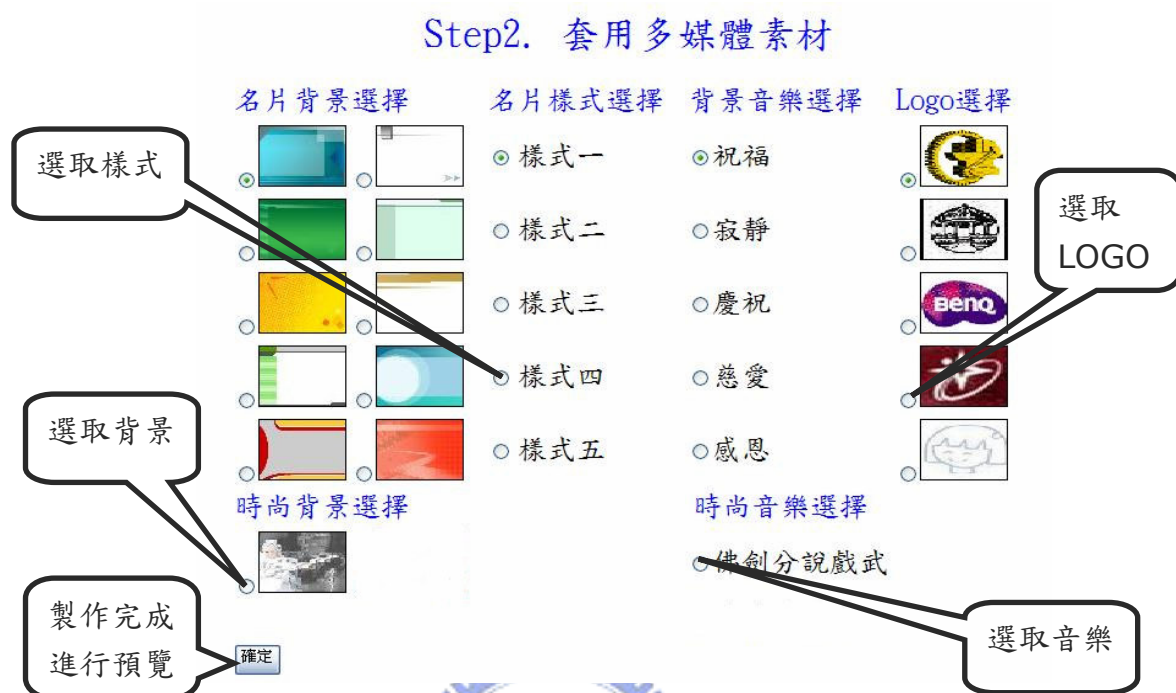 Step2. 套用多媒體素材
名片背景選擇 名片樣式選擇 背景音樂選擇 Logo選擇
選取樣式
樣式一 祝福
選取
LOGO
樣式二 寂靜
樣式三 慶祝
BenQ
樣式四 慈愛
選取背景
樣式五 感恩
時尚背景選擇 時尚音樂選擇
佛劍分說戲武
製作完成
進行預覽
確定
選取音樂